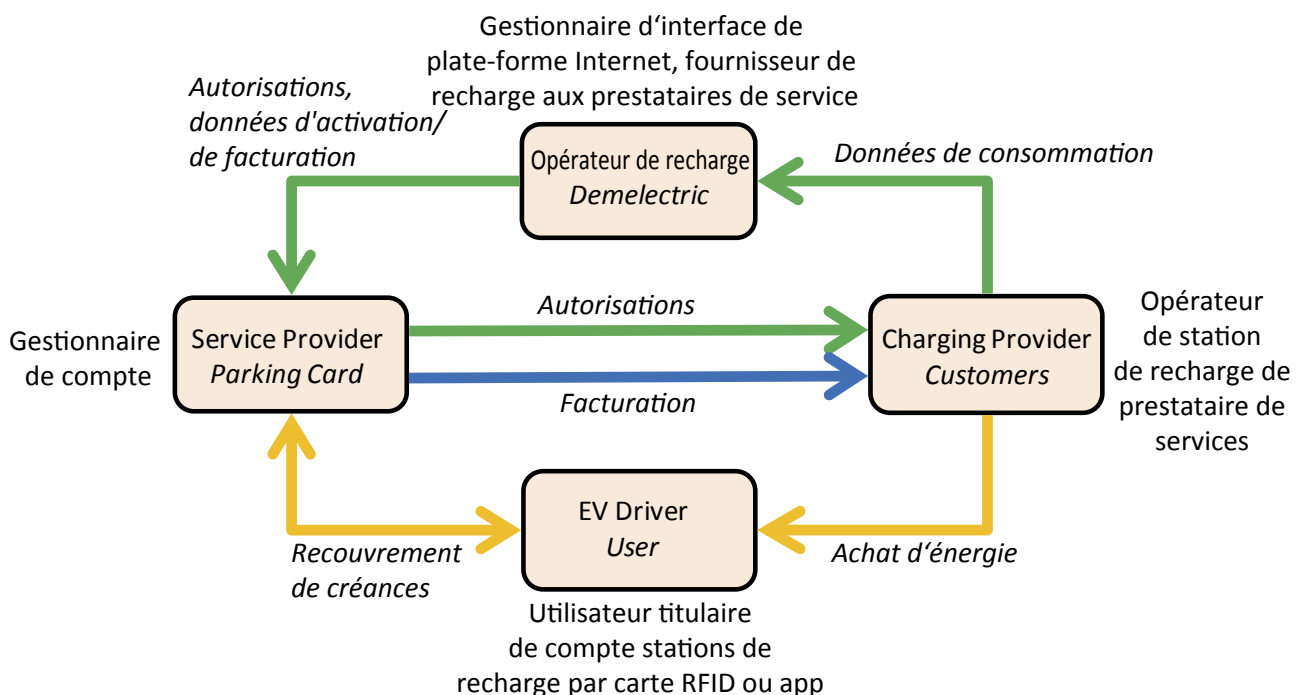 Gestionnaire d‘interface de
plate-forme Internet, fournisseur de
recharge aux prestataires de service
Autorisations,
données d'activation/
de facturation
Opérateur de recharge
Demelectric
Données de consommation
Gestionnaire
de compte
Service Provider
Parking Card
Autorisations
Facturation
Charging Provider
Customers
Opérateur
de station
de recharge de
prestataire de
services
Recouvrement
de créances
EV Driver
User
Achat d‘énergie
Utilisateur titulaire
de compte stations de
recharge par carte RFID ou app